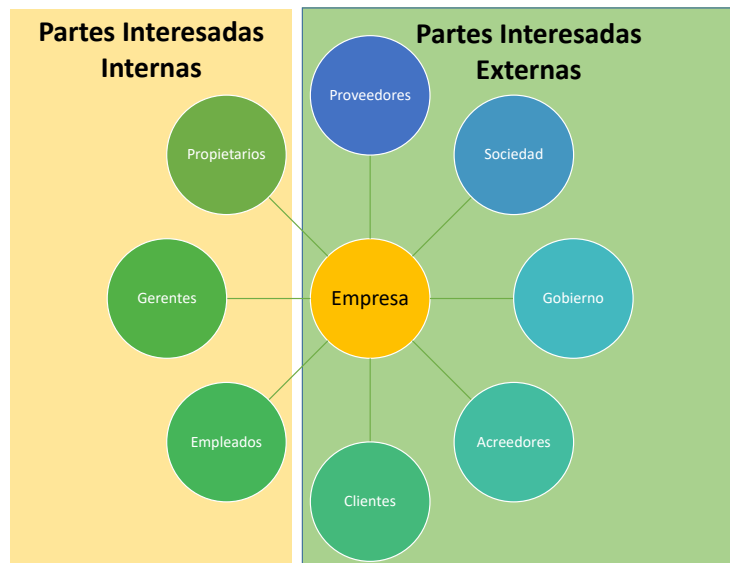 Partes Interesadas
Internas
Partes Interesadas
Externas
Proveedores
Propietarios
Sociedad
Gerentes
Empresa
Gobierno
Empleados
Acreedores
Clientes